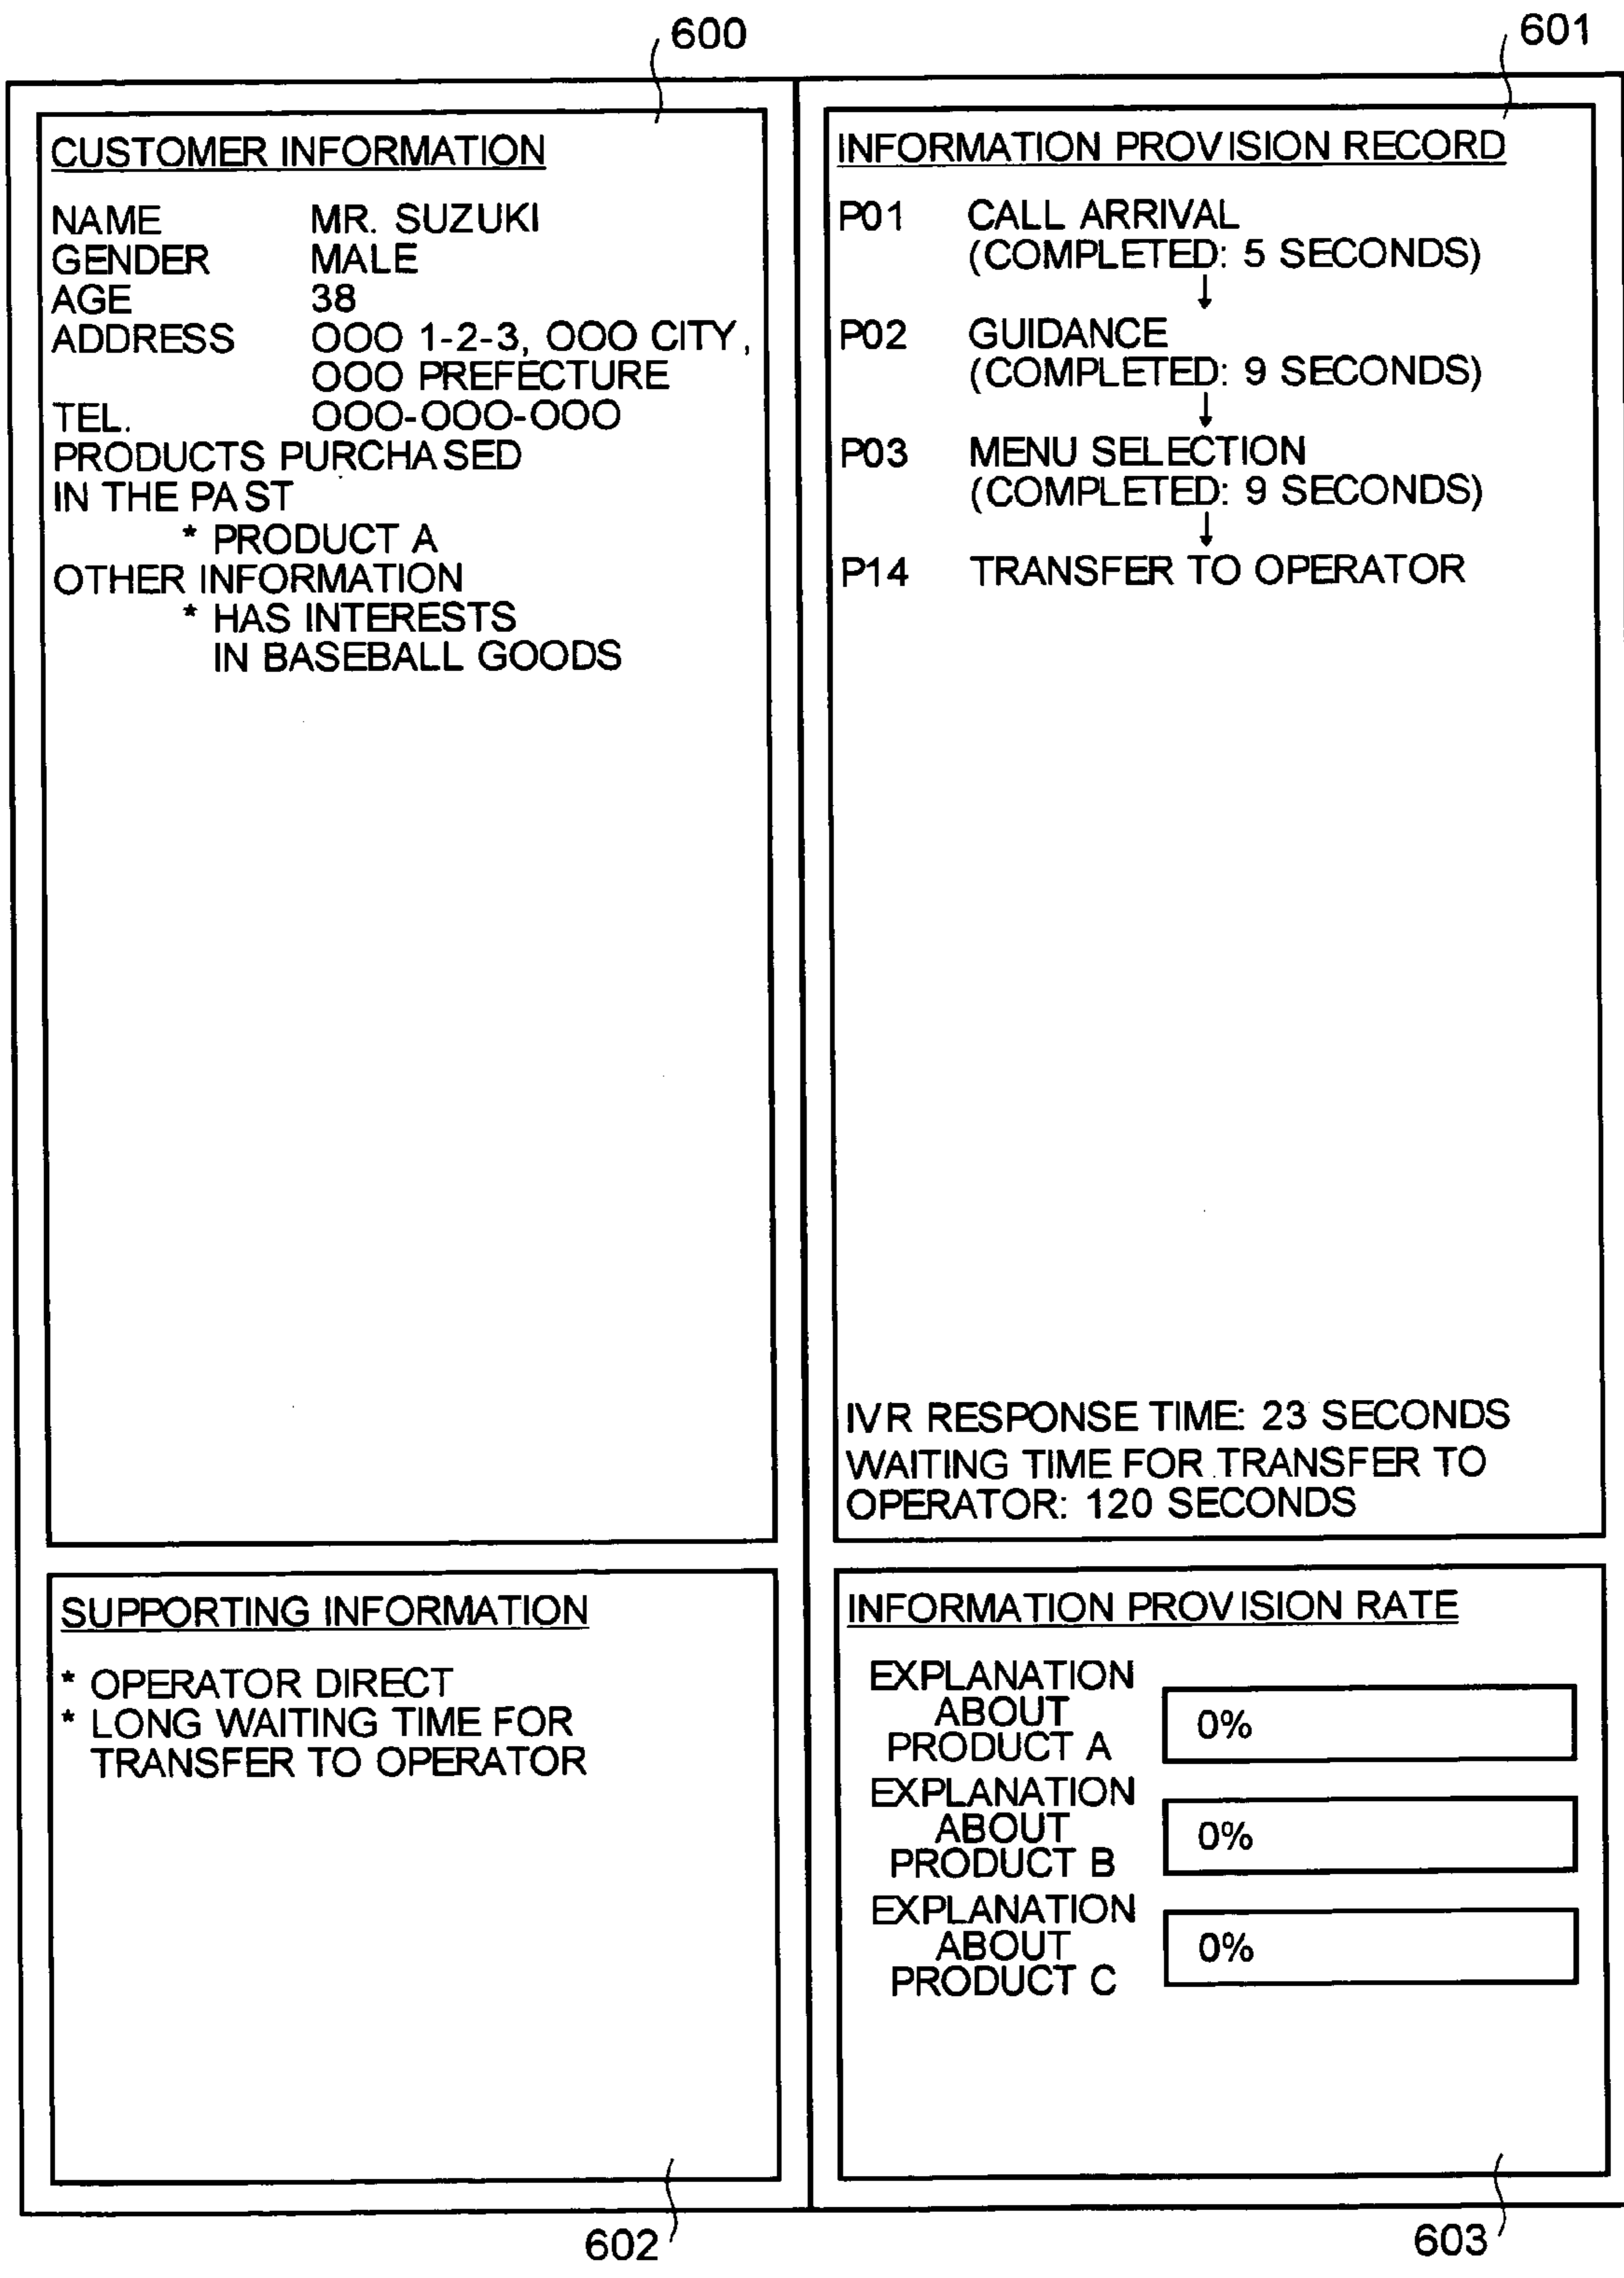 600
601
CUSTOMER INFORMATION
NAME MR. SUZUKI
GENDER MALE
AGE 38
ADDRESS OOO 1-2-3, OOO CITY,
OOO PREFECTURE
TEL. OOO-OOO-OOO
PRODUCTS PURCHASED
IN THE PAST
* PRODUCT A
OTHER INFORMATION
* HAS INTERESTS
IN BASEBALL GOODS
INFORMATION PROVISION RECORD
P01 CALL ARRIVAL
(COMPLETED: 5 SECONDS)
↓
P02 GUIDANCE
(COMPLETED: 9 SECONDS)
↓
P03 MENU SELECTION
(COMPLETED: 9 SECONDS)
↓
P14 TRANSFER TO OPERATOR
IVR RESPONSE TIME: 23 SECONDS
WAITING TIME FOR TRANSFER TO
OPERATOR: 120 SECONDS
SUPPORTING INFORMATION
* OPERATOR DIRECT
* LONG WAITING TIME FOR
TRANSFER TO OPERATOR
INFORMATION PROVISION RATE
EXPLANATION
ABOUT
PRODUCT A
0%
EXPLANATION
ABOUT
PRODUCT B
0%
EXPLANATION
ABOUT
PRODUCT C
0%
602
603